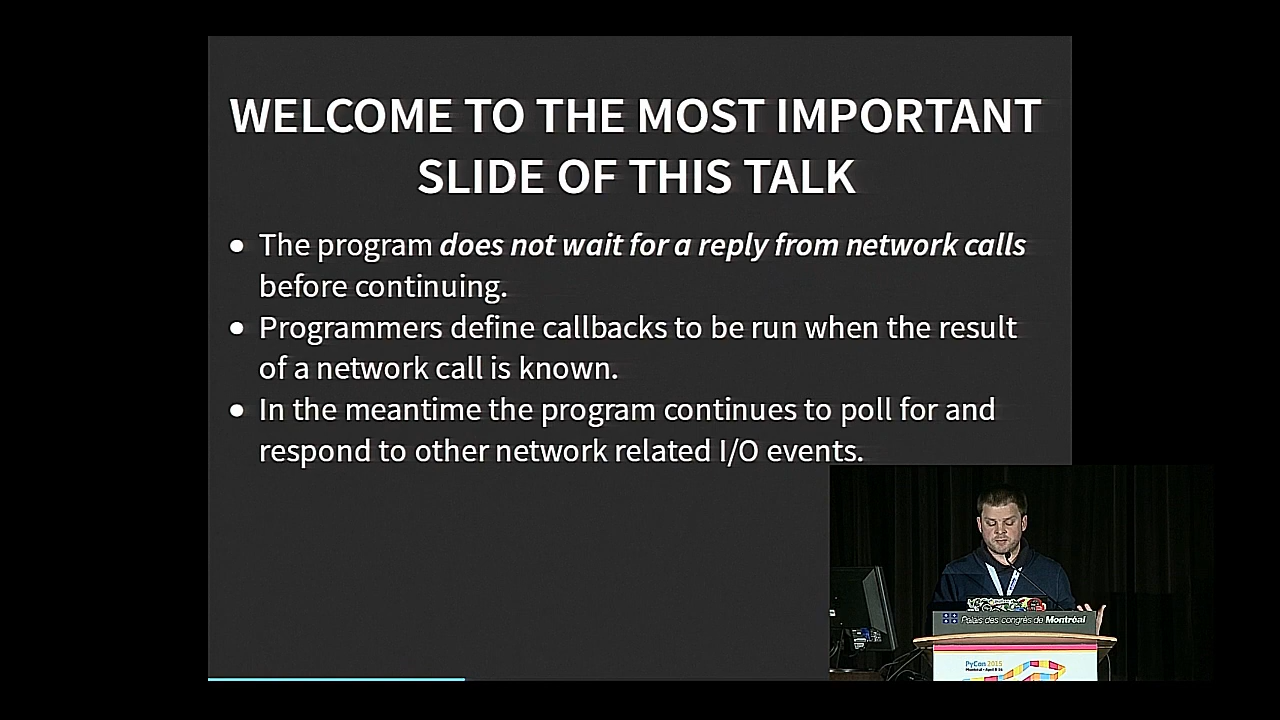 WELCOME TO THE MOST IMPORTANT
SLIDE OF THIS TALK
● The program does not wait for a reply from network calls
before continuing.
● Programmers define callbacks to be run when the result
of a network call is known.
● In the meantime the program continues to poll for and
respond to other network related I/O events.
Palais des congrès de Montréal
PyCon 2015